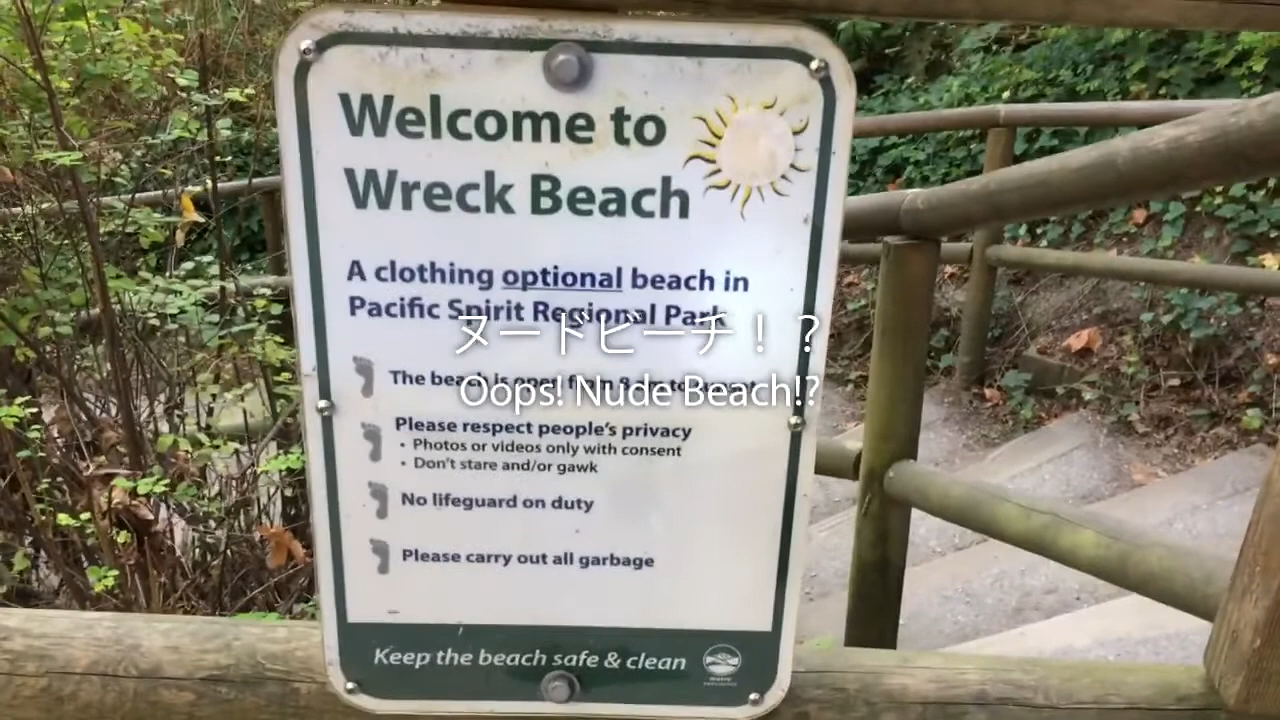 Welcome to
Wreck Beach
A clothing optional beach in
Pacific Spirit Regional Park
ヌードビーチ！？
The beach is open from
Oops! Nude Beach!?
Please respect people's privacy
• Photos or videos only with consent
• Don't stare and/or gawk
No lifeguard on duty
Please carry out all garbage
Keep the beach safe & clean